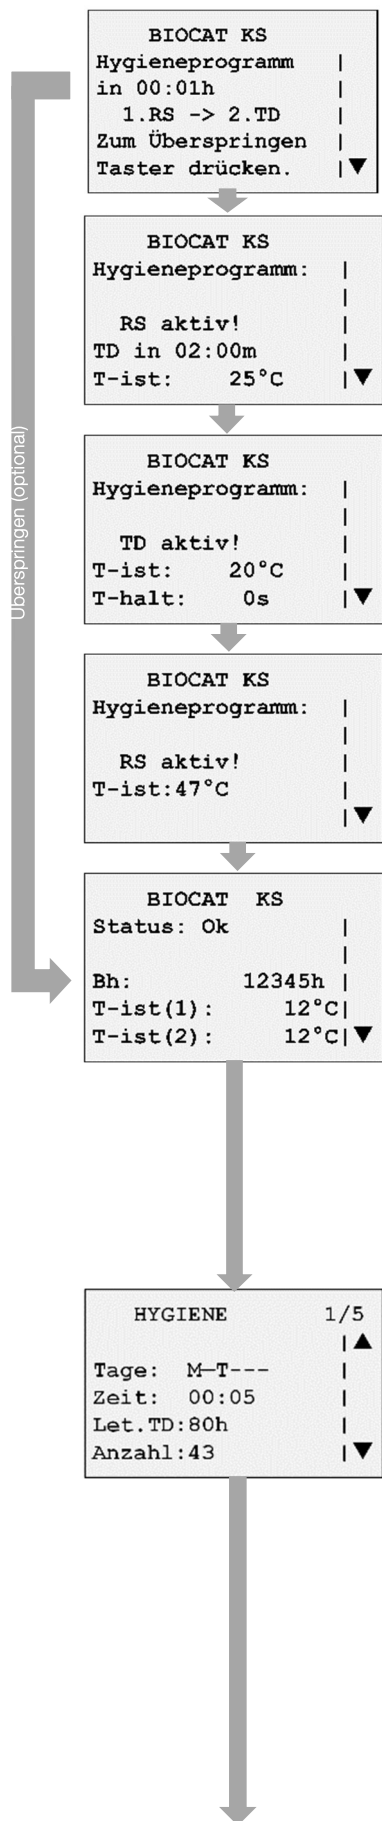 BIOCAT KS
Hygieneprogramm |
in 00:01h |
1.RS -> 2.TD |
Zum Überspringen |
Taster drücken. | ▼
BIOCAT KS
Hygieneprogramm: |
|
RS aktiv! |
TD in 02:00m |
T-ist: 25°C | ▼
Überspringen (optional)
BIOCAT KS
Hygieneprogramm: |
|
TD aktiv! |
T-ist: 20°C |
T-halt: 0s | ▼
BIOCAT KS
Hygieneprogramm: |
|
RS aktiv! |
T-ist:47°C |
| ▼
BIOCAT KS
Status: Ok |
|
Bh: 12345h |
T-ist(1): 12°C|
T-ist(2): 12°C| ▼
HYGIENE 1/5
| ▲
Tage: M-T--- |
Zeit: 00:05 |
Let.TD:80h |
Anzahl:43 | ▼